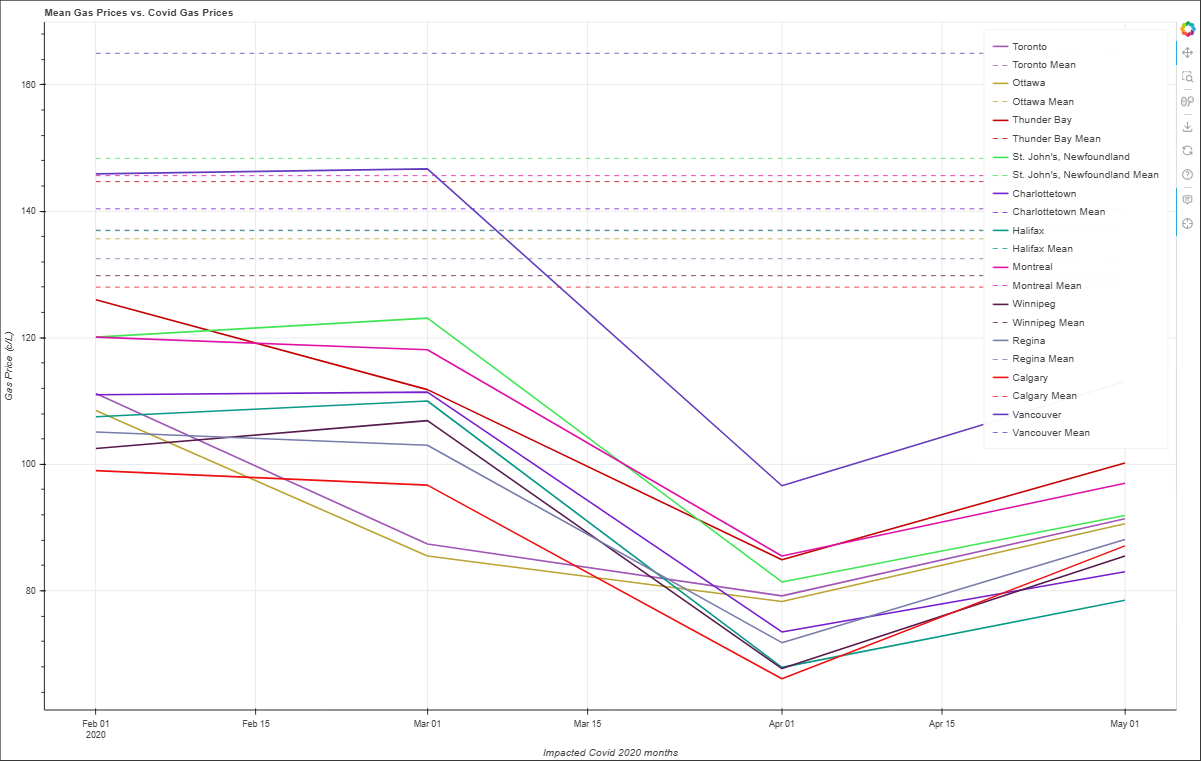 Mean Gas Prices vs. Covid Gas Prices
160
140
120
100
80
Gas Price (c/L)
Feb 01
2020
Feb 15
Mar 01
Mar 15
Apr 01
Apr 15
May 01
Impacted Covid 2020 months
Toronto
Toronto Mean
Ottawa
Ottawa Mean
Thunder Bay
Thunder Bay Mean
St. John's, Newfoundland
St. John's, Newfoundland Mean
Charlottetown
Charlottetown Mean
Halifax
Halifax Mean
Montreal
Montreal Mean
Winnipeg
Winnipeg Mean
Regina
Regina Mean
Calgary
Calgary Mean
Vancouver
Vancouver Mean